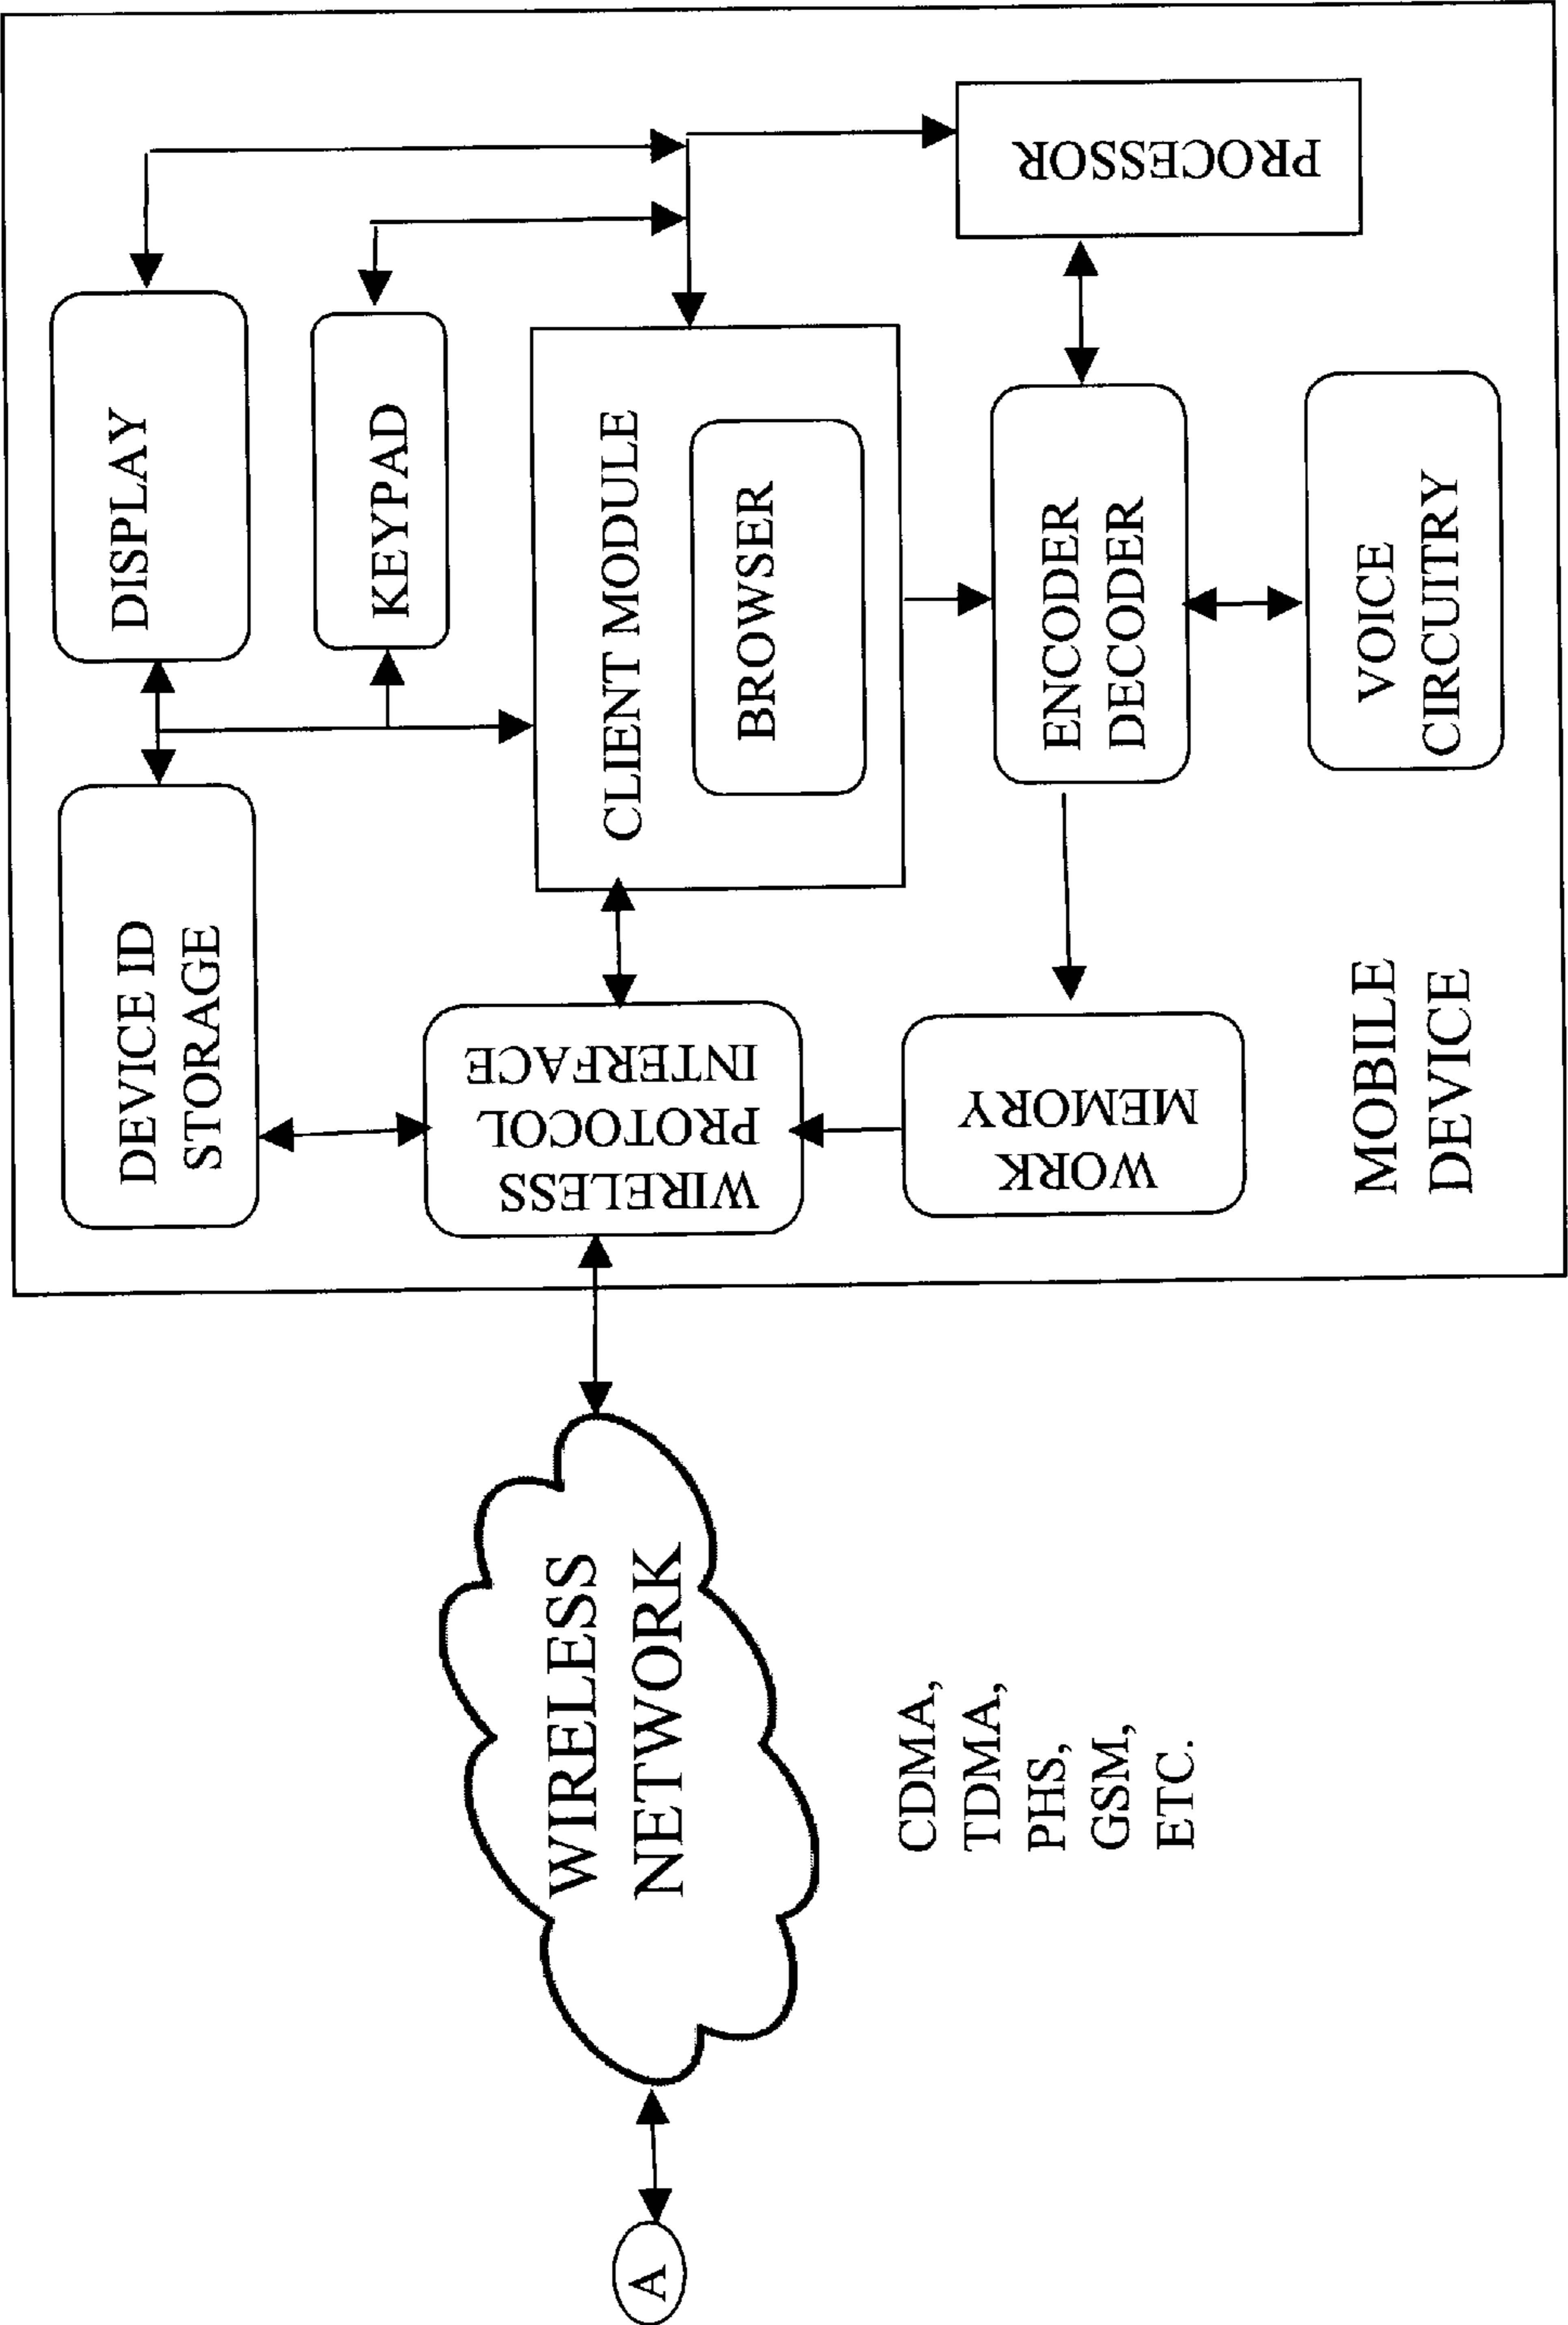 DEVICE ID
STORAGE
DISPLAY
KEYPAD
WIRELESS
PROTOCOL
INTERFACE
CLIENT MODULE
BROWSER
PROCESSOR
WORK
MEMORY
ENCODER
DECODER
VOICE
CIRCUITRY
MOBILE
DEVICE
A
WIRELESS
NETWORK
CDMA,
TDMA,
PHS,
GSM,
ETC.